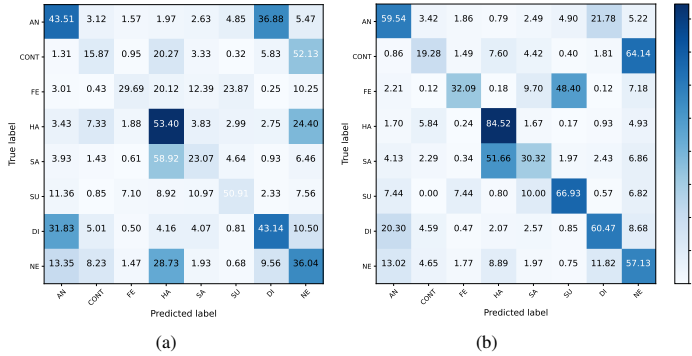 AN 43.51 3.12 1.57 1.97 2.63 4.85 36.88 5.47
CONT 1.31 15.87 0.95 20.27 3.33 0.32 5.83 52.13
FE 3.01 0.43 29.69 20.12 12.39 23.87 0.25 10.25
HA 3.43 7.33 1.88 53.40 3.83 2.99 2.75 24.40
SA 3.93 1.43 0.61 58.92 23.07 4.64 0.93 6.46
SU 11.36 0.85 7.10 8.92 10.97 50.91 2.33 7.56
DI 31.83 5.01 0.50 4.16 4.07 0.81 43.14 10.50
NE 13.35 8.23 1.47 28.73 1.93 0.68 9.56 36.04
AN CONT FE HA SA SU DI NE
True label
Predicted label
(a)
AN 59.54 3.42 1.86 0.79 2.49 4.90 21.78 5.22
CONT 0.86 19.28 1.49 7.60 4.42 0.40 1.81 64.14
FE 2.21 0.12 32.09 0.18 9.70 48.40 0.12 7.18
HA 1.70 5.84 0.24 84.52 1.67 0.17 0.93 4.93
SA 4.13 2.29 0.34 51.66 30.32 1.97 2.43 6.86
SU 7.44 0.00 7.44 0.80 10.00 66.93 0.57 6.82
DI 20.30 4.59 0.47 2.07 2.57 0.85 60.47 8.68
NE 13.02 4.65 1.77 8.89 1.97 0.75 11.82 57.13
AN CONT FE HA SA SU DI NE
True label
Predicted label
(b)